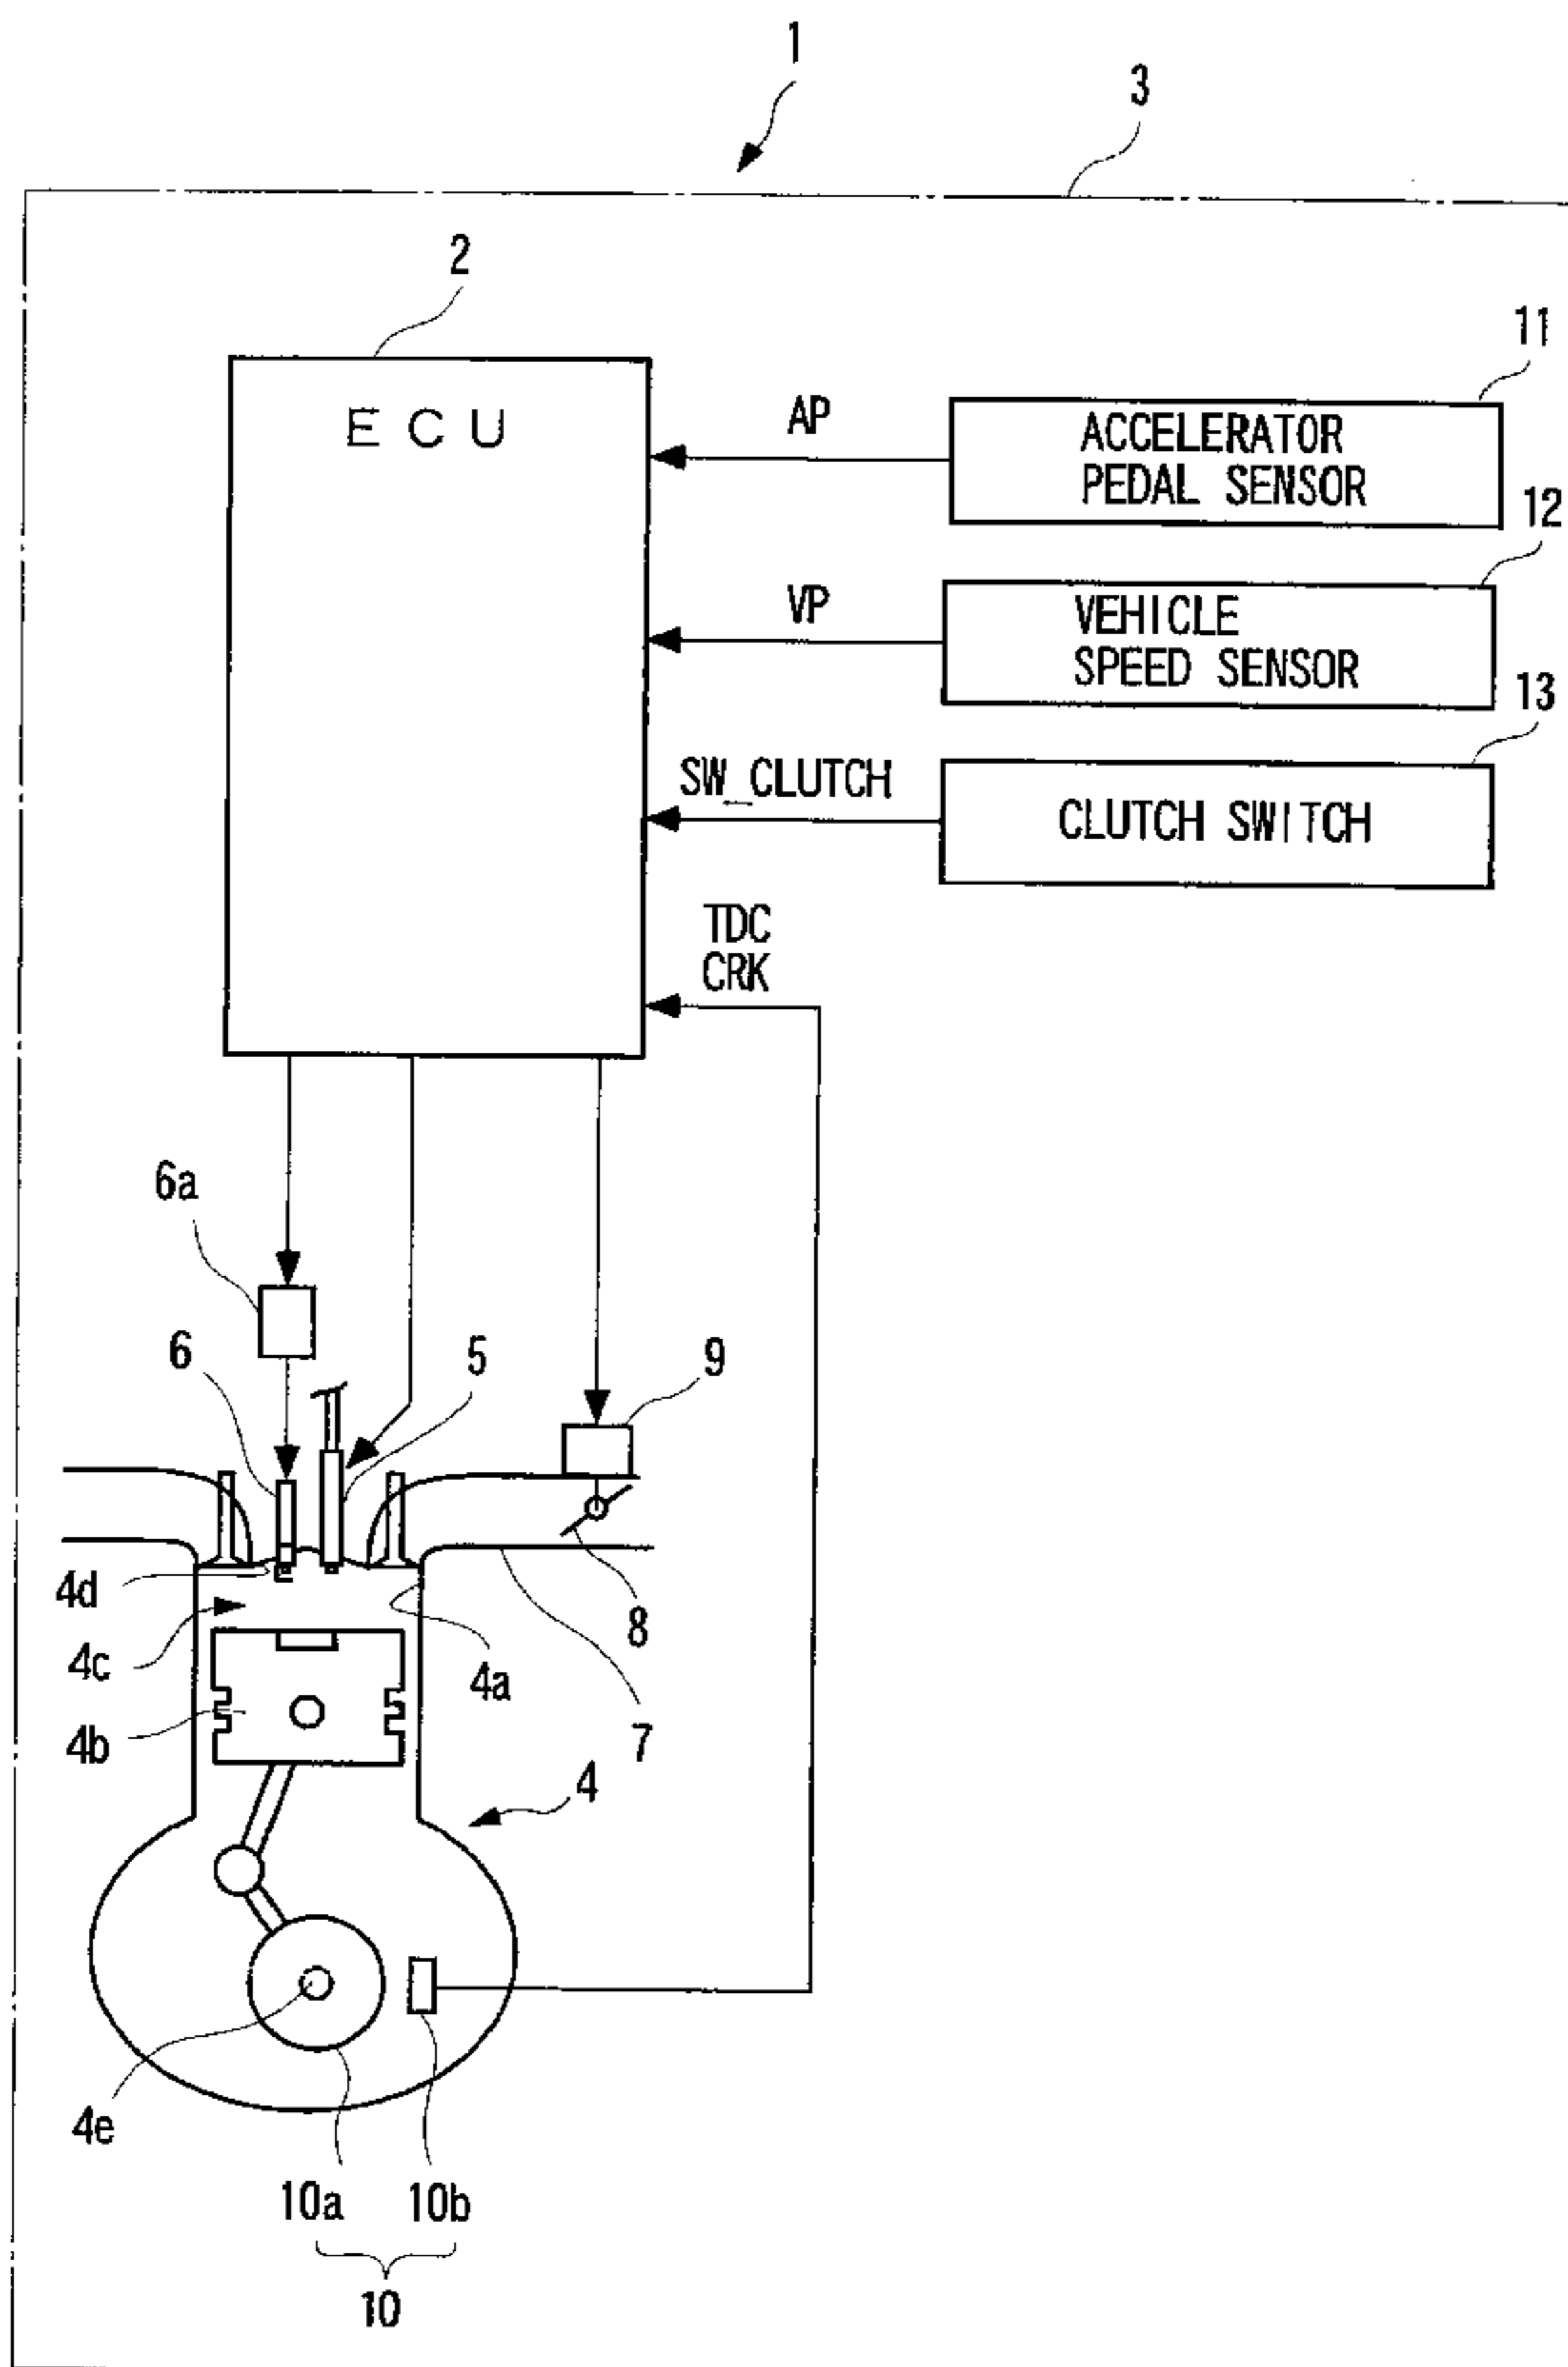 1
3
2
ECU
11
AP
ACCELERATOR
PEDAL SENSOR
12
VP
VEHICLE
SPEED SENSOR
13
SW_CLUTCH
CLUTCH SWITCH
TDC
CRK
6a
6
5
9
4d
8
4c
4a
4b
7
4
4e
10a
10b
10